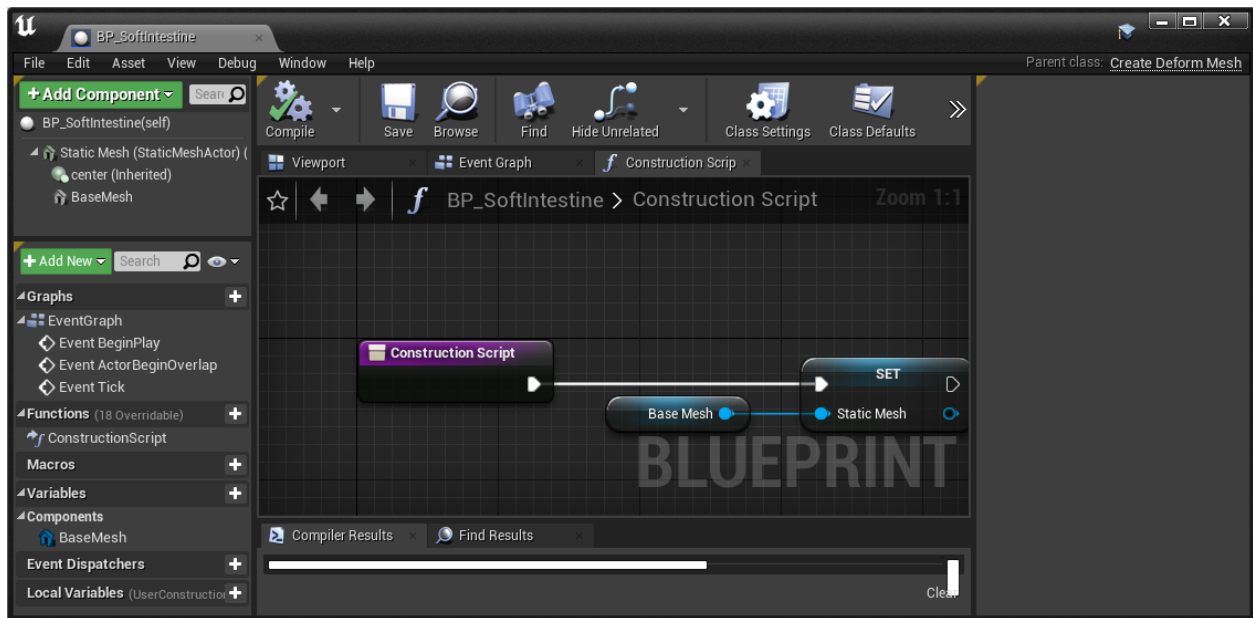 BP_SoftIntestine
File Edit Asset View Debug Window Help
Parent class: Create Deform Mesh
+Add Component
Sear
BP_SoftIntestine(self)
Static Mesh (StaticMeshActor) (
center (Inherited)
BaseMesh
Compile
Save
Browse
Find
Hide Unrelated
Class Settings
Class Defaults
Viewport
Event Graph
Construction Scrip
BP_SoftIntestine > Construction Script
Zoom 1:1
+Add New
Search
Graphs
EventGraph
Event BeginPlay
Event ActorBeginOverlap
Event Tick
Functions (18 Overridable)
ConstructionScript
Macros
Variables
Components
BaseMesh
Event Dispatchers
Local Variables (UserConstruction
Construction Script
Base Mesh
SET
Static Mesh
BLUEPRINT
Compiler Results
Find Results
Clear